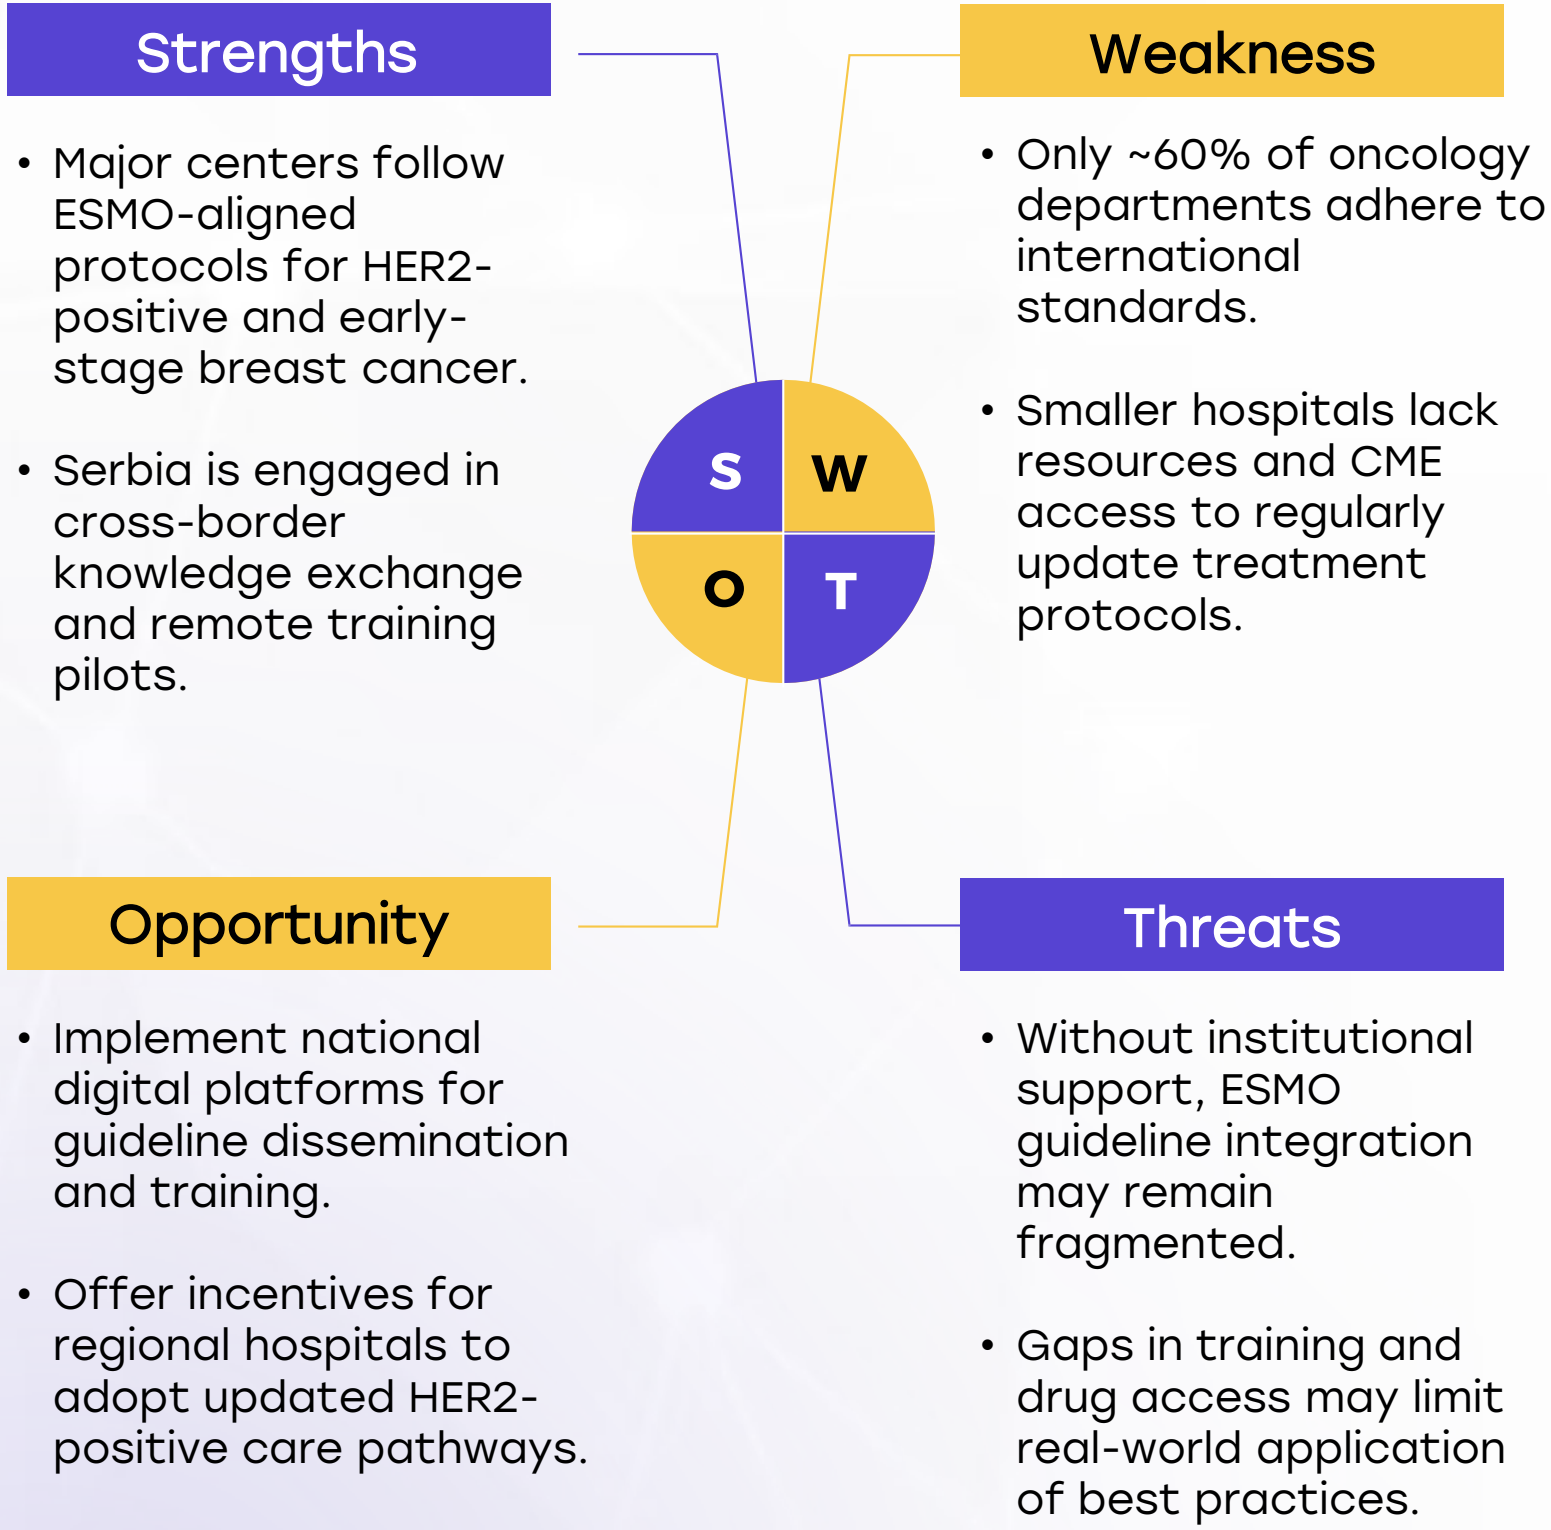 Strengths
• Major centers follow
ESMO-aligned
protocols for HER2-
positive and early-
stage breast cancer.
• Serbia is engaged in
cross-border
knowledge exchange
and remote training
pilots.
Weakness
• Only ~60% of oncology
departments adhere to
international
standards.
• Smaller hospitals lack
resources and CME
access to regularly
update treatment
protocols.
S
W
O
T
Opportunity
• Implement national
digital platforms for
guideline dissemination
and training.
• Offer incentives for
regional hospitals to
adopt updated HER2-
positive care pathways.
Threats
• Without institutional
support, ESMO
guideline integration
may remain
fragmented.
• Gaps in training and
drug access may limit
real-world application
of best practices.